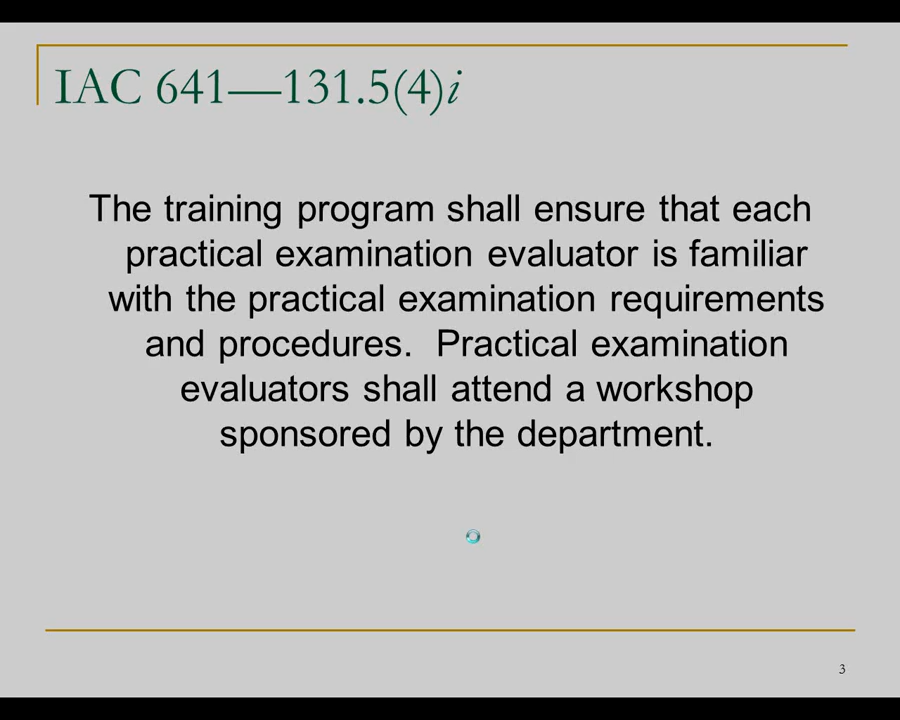 IAC 641—131.5(4)i
The training program shall ensure that each
practical examination evaluator is familiar
with the practical examination requirements
and procedures.  Practical examination
evaluators shall attend a workshop
sponsored by the department.
3